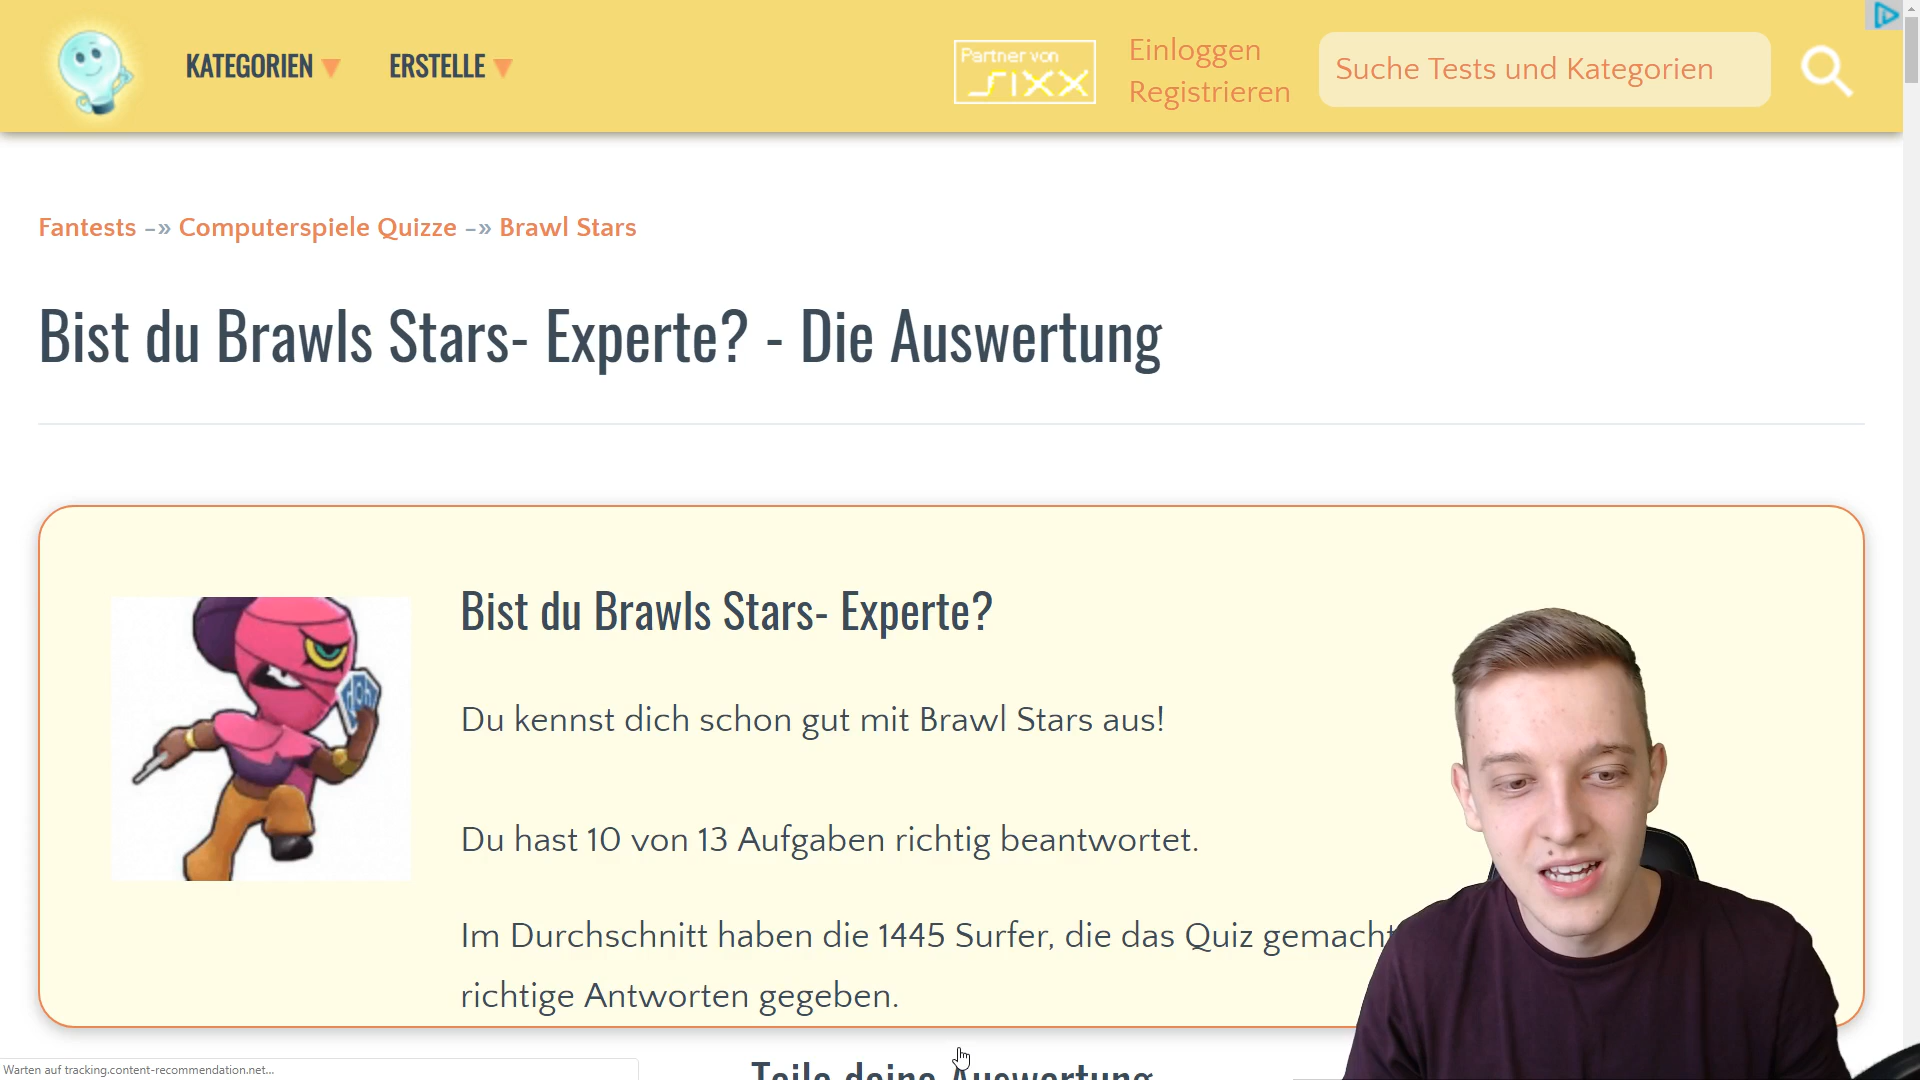 KATEGORIEN ▼ ERSTELLE ▼
Partner von
sixx
Einloggen
Registrieren
Suche Tests und Kategorien
Fantests -» Computerspiele Quizze -» Brawl Stars
Bist du Brawls Stars- Experte? - Die Auswertung
Bist du Brawls Stars- Experte?
Du kennst dich schon gut mit Brawl Stars aus!
Du hast 10 von 13 Aufgaben richtig beantwortet.
Im Durchschnitt haben die 1445 Surfer, die das Quiz gemacht
richtige Antworten gegeben.
Teile deine Auswertung
Warten auf tracking.content-recommendation.net...